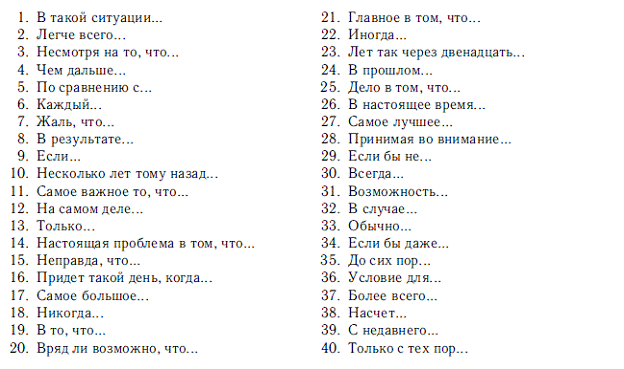 1. В такой ситуации...
2. Легче всего...
3. Несмотря на то, что...
4. Чем дальше...
5. По сравнению с...
6. Каждый...
7. Жаль, что...
8. В результате...
9. Если...
10. Несколько лет тому назад...
11. Самое важное то, что...
12. На самом деле...
13. Только...
14. Настоящая проблема в том, что...
15. Неправда, что...
16. Придет такой день, когда...
17. Самое большое...
18. Никогда...
19. В то, что...
20. Вряд ли возможно, что...
21. Главное в том, что...
22. Иногда...
23. Лет так через двенадцать...
24. В прошлом...
25. Дело в том, что...
26. В настоящее время...
27. Самое лучшее...
28. Принимая во внимание...
29. Если бы не...
30. Всегда...
31. Возможность...
32. В случае...
33. Обычно...
34. Если бы даже...
35. До сих пор...
36. Условие для...
37. Более всего...
38. Насчет...
39. С недавнего...
40. Только с тех пор...